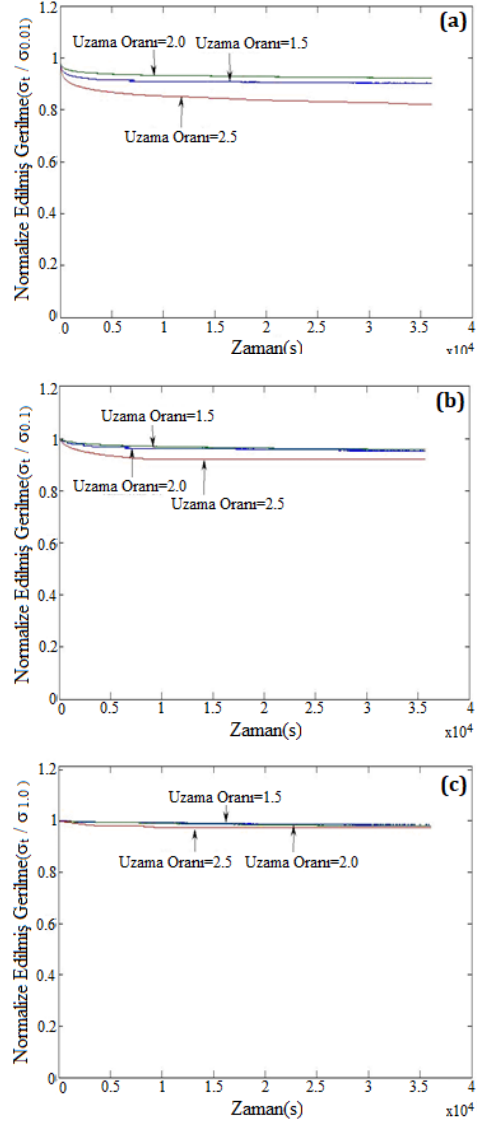 (a)
Normalize Edilmiş Gerilme(σt / σ0.01)
1.2
1
0.8
0.6
0.4
0.2
0
Uzama Oranı=2.0
Uzama Oranı=1.5
Uzama Oranı=2.5
0 0.5 1 1.5 2 2.5 3 3.5 4
x10⁴
Zaman(s)
(b)
Normalize Edilmiş Gerilme(σt / σ0.1)
1.2
1
0.8
0.6
0.4
0.2
0
Uzama Oranı=1.5
Uzama Oranı=2.0
Uzama Oranı=2.5
0 0.5 1 1.5 2 2.5 3 3.5 4
x10⁴
Zaman(s)
(c)
Normalize Edilmiş Gerilme(σt / σ1.0)
1.2
1
0.8
0.6
0.4
0.2
0
Uzama Oranı=1.5
Uzama Oranı=2.5
Uzama Oranı=2.0
0 0.5 1 1.5 2 2.5 3 3.5 4
x10⁴
Zaman(s)